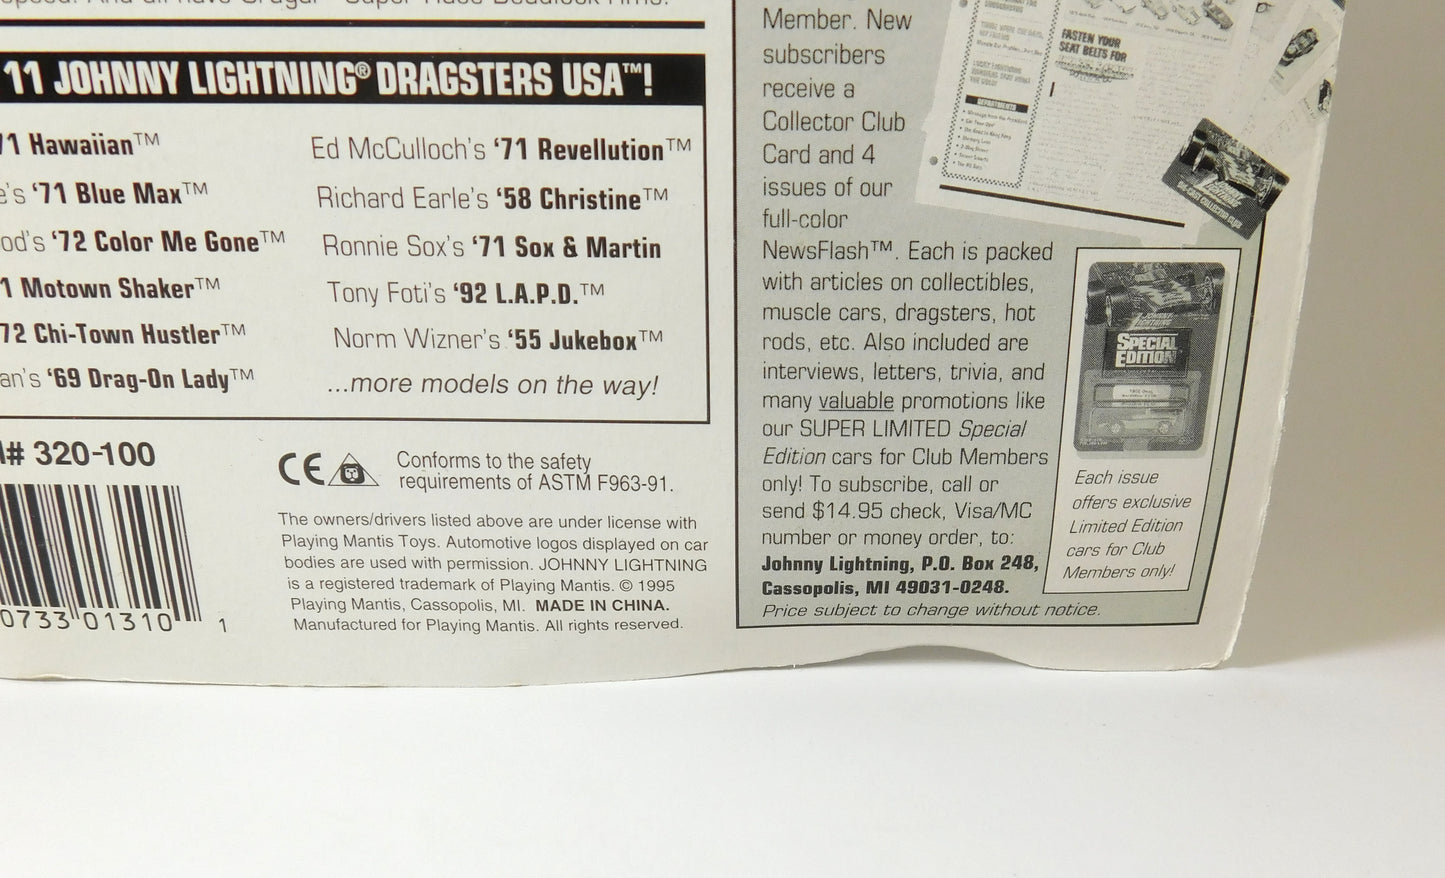 11 JOHNNY LIGHTNING® DRAGSTERS USA™!
'71 Hawaiian™
'71 Blue Max™
'72 Color Me Gone™
Motown Shaker™
'72 Chi-Town Hustler™
'69 Drag-On Lady™
Ed McCulloch's '71 Revellution™
Richard Earle's '58 Christine™
Ronnie Sox's '71 Sox & Martin
Tony Foti's '92 L.A.P.D.™
Norm Wizner's '55 Jukebox™
...more models on the way!
# 320-100
0733 01310 1
CE
Conforms to the safety
requirements of ASTM F963-91.
The owners/drivers listed above are under license with
Playing Mantis Toys. Automotive logos displayed on car
bodies are used with permission. JOHNNY LIGHTNING
is a registered trademark of Playing Mantis. © 1995
Playing Mantis, Cassopolis, MI. MADE IN CHINA.
Manufactured for Playing Mantis. All rights reserved.
Member. New
subscribers
receive a
Collector Club
Card and 4
issues of our
full-color
NewsFlash™. Each is packed
with articles on collectibles,
muscle cars, dragsters, hot
rods, etc. Also included are
interviews, letters, trivia, and
many valuable promotions like
our SUPER LIMITED Special
Edition cars for Club Members
only! To subscribe, call or
send $14.95 check, Visa/MC
number or money order, to:
Johnny Lightning, P.O. Box 248,
Cassopolis, MI 49031-0248.
Price subject to change without notice.
FASTEN YOUR
SEAT BELTS FOR
DEPARTMENTS
SPECIAL
EDITION
Each issue
offers exclusive
Limited Edition
cars for Club
Members only!